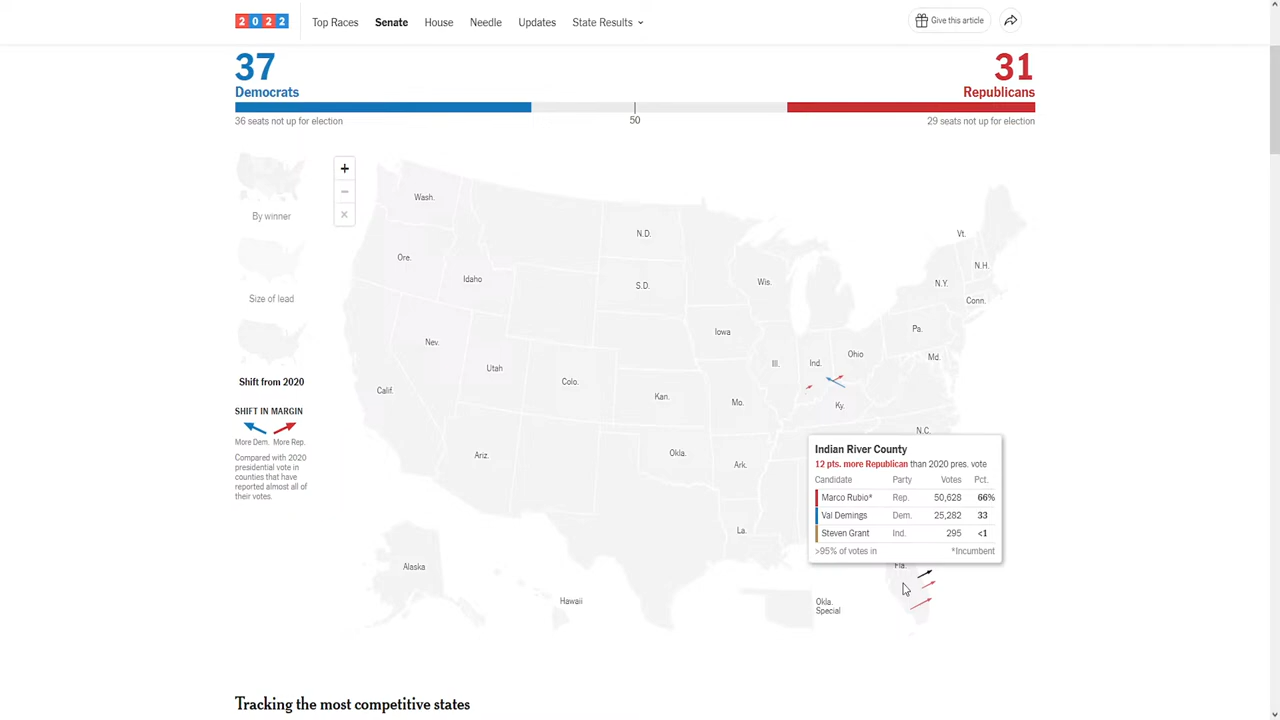 2022
Top Races Senate House Needle Updates State Results
Give this article
37
Democrats
31
Republicans
36 seats not up for election
50
29 seats not up for election
+
−
x
By winner
Size of lead
Shift from 2020
SHIFT IN MARGIN
More Dem. More Rep.
Compared with 2020
presidential vote in
counties that have
reported almost all of
their votes.
Wash.
N.D.
Vt.
Ore.
N.H.
Idaho
S.D.
Wis.
N.Y.
Conn.
Nev.
Iowa
Pa.
Utah
Colo.
Ill.
Ind.
Ohio
Md.
Calif.
Kan.
Mo.
Ky.
N.C.
Ariz.
Okla.
Ark.
La.
Indian River County
12 pts. more Republican than 2020 pres. vote
Candidate Party Votes Pct.
Marco Rubio* Rep. 50,628 66%
Val Demings Dem. 25,282 33
Steven Grant Ind. 295 <1
>95% of votes in *Incumbent
Fla.
Alaska
Hawaii
Okla.
Special
Tracking the most competitive states